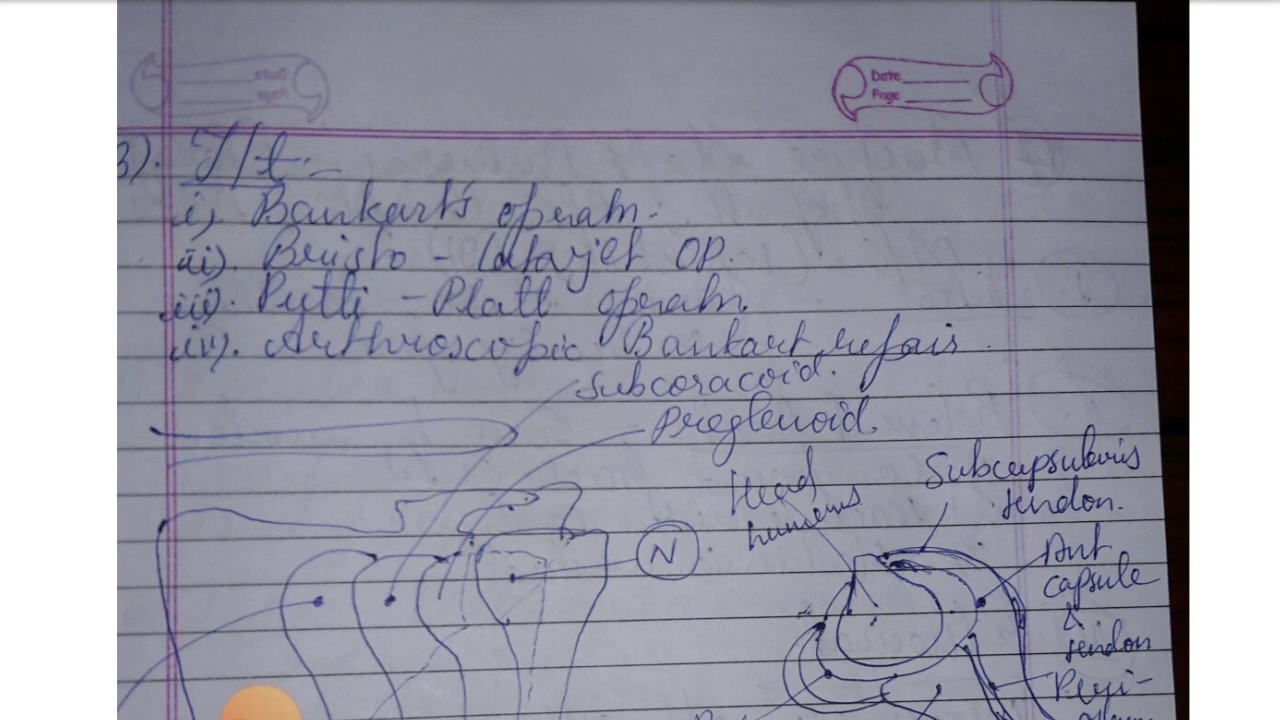 Date
Page
3). T/t:-
i) Bankart's operatn.
ii). Bristo - Latarjet OP.
iii). Putti - Platt operatn.
iv). Arthroscopic Bankart repair.
Subcoracoid.
Preglenoid.
N
Head
humerus
Subcapsularis
tendon.
Ant
capsule
&
tendon
Peri-